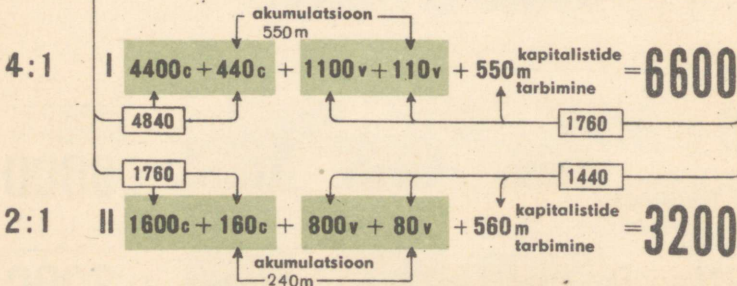 akumulatsioon
550m
4:1 I 4400c + 440c + 1100v + 110v + 550m kapitalistide tarbimine = 6600
4840 1760
1760 1440
2:1 II 1600c + 160c + 800v + 80v + 560m kapitalistide tarbimine = 3200
akumulatsioon
240m